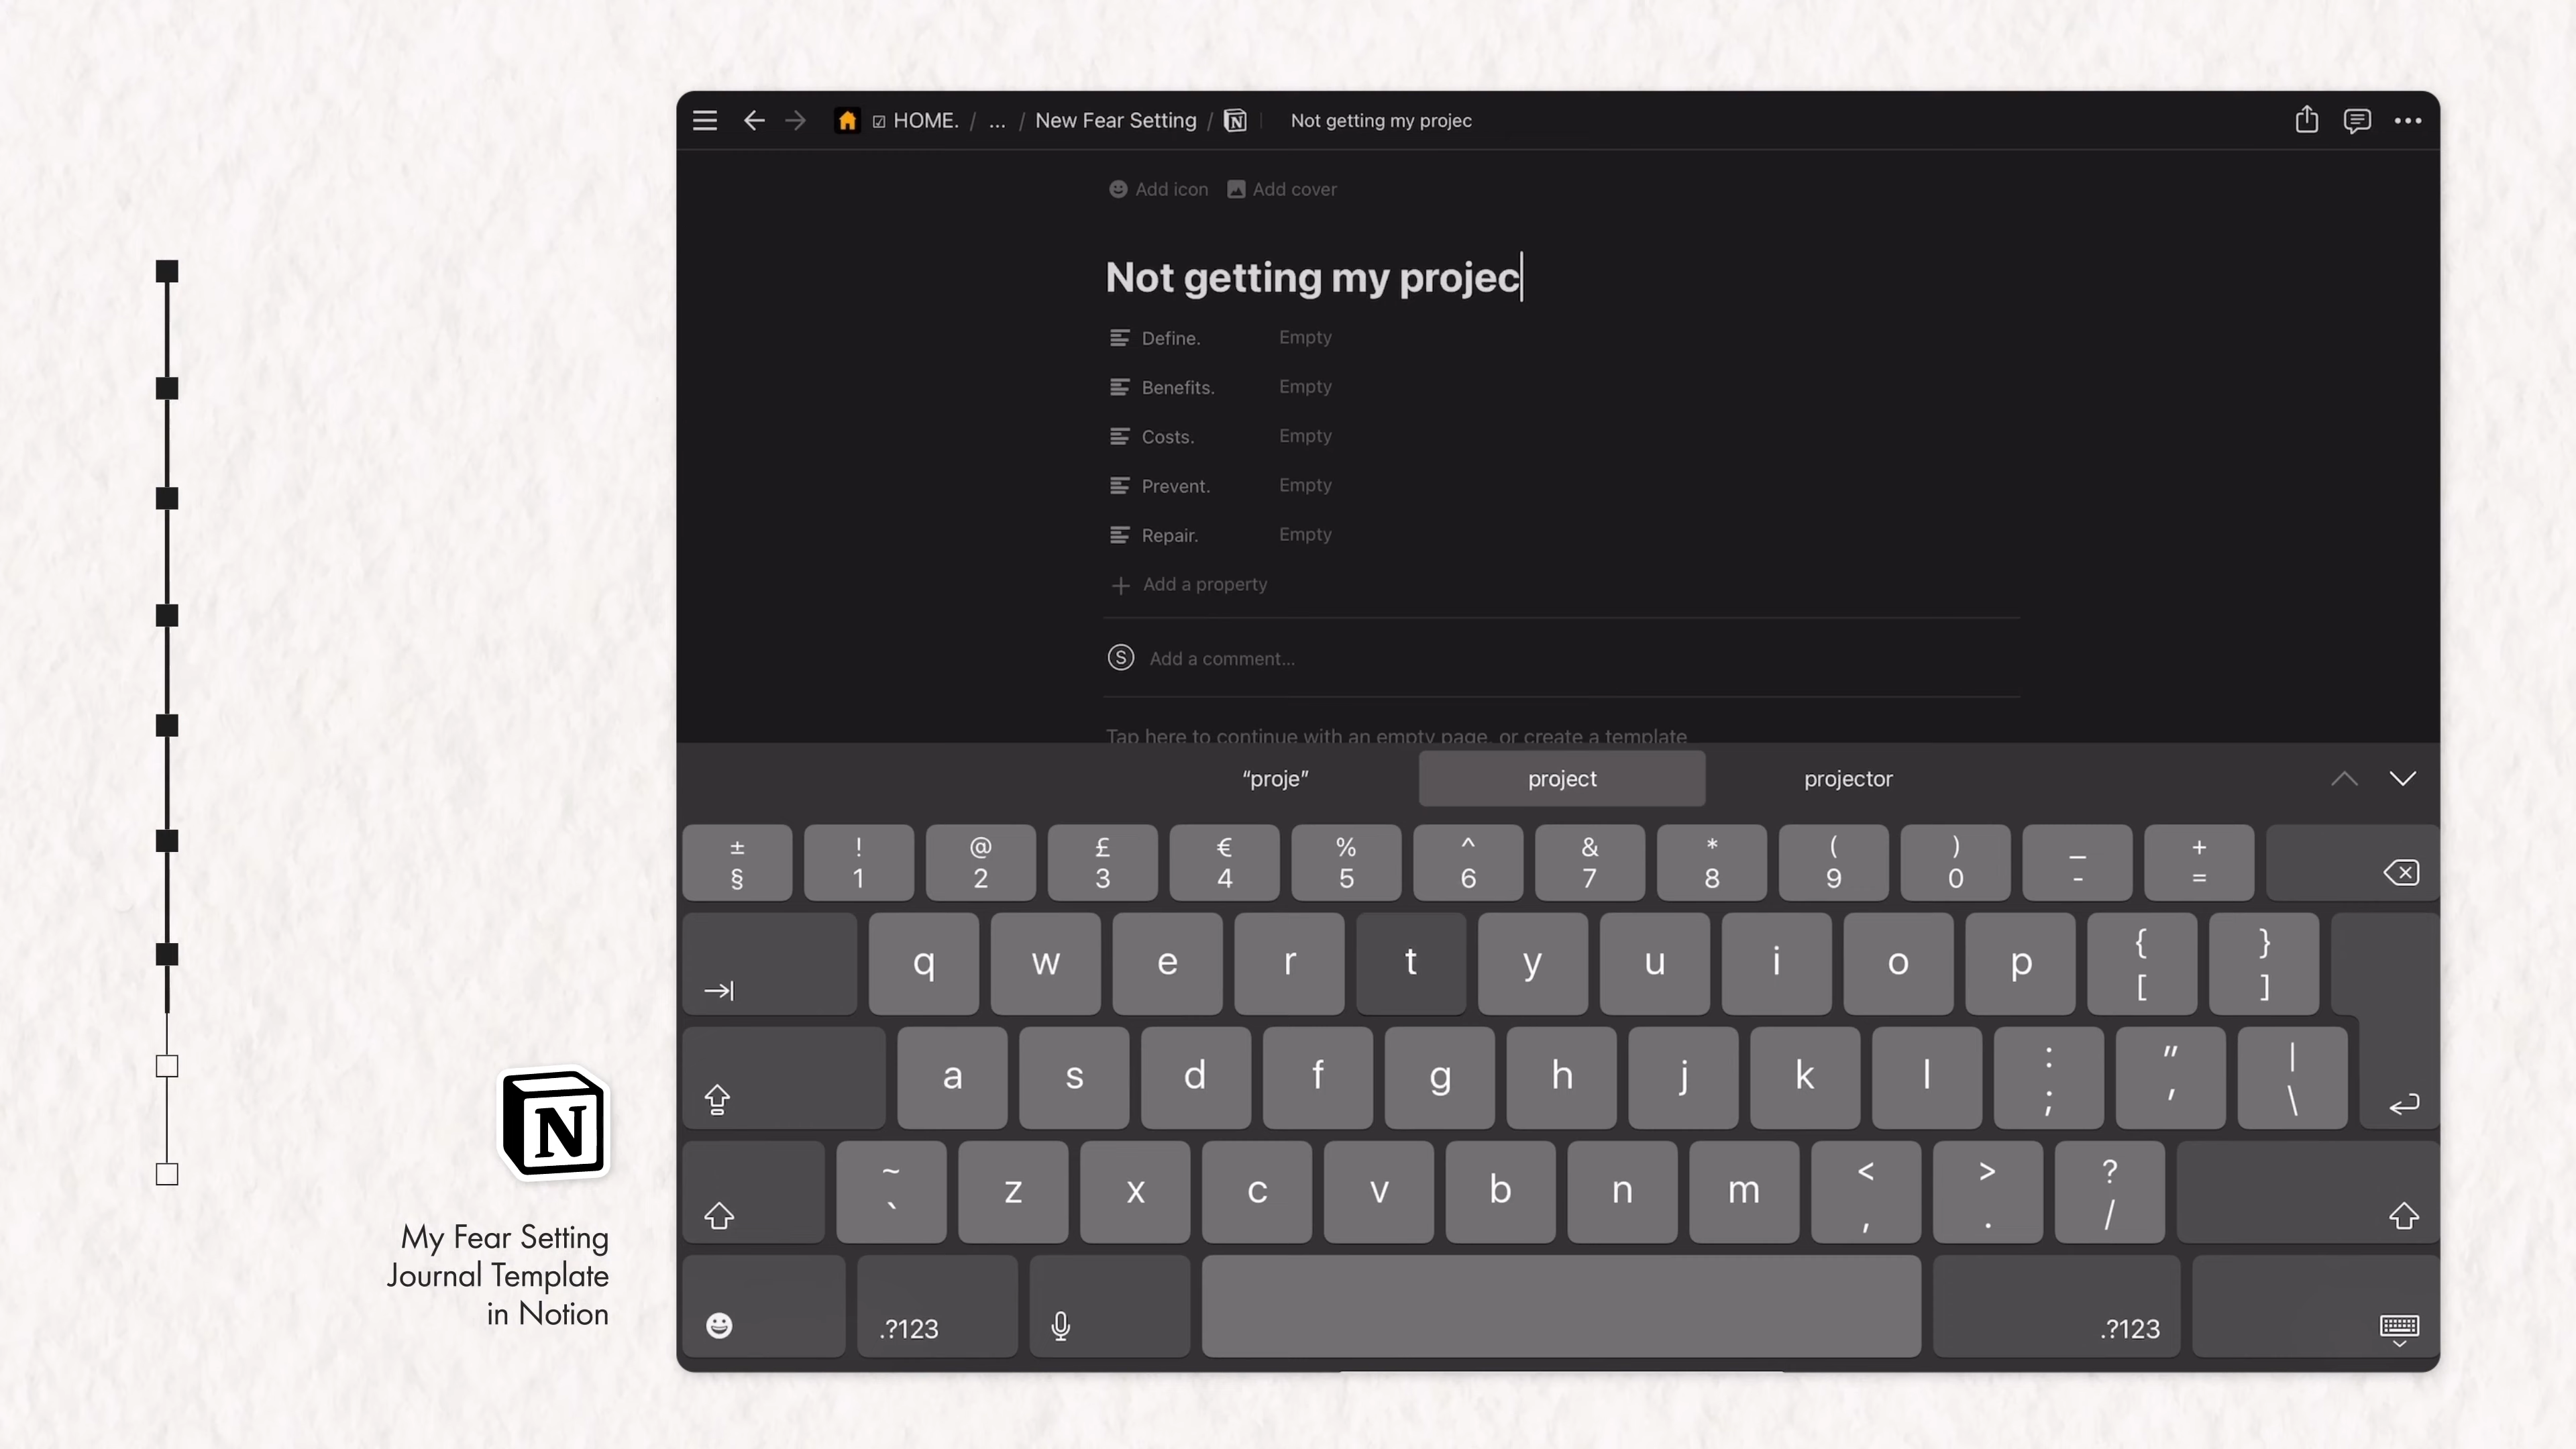 HOME. / ... / New Fear Setting / Not getting my projec
Add icon Add cover
Not getting my projec
Define. Empty
Benefits. Empty
Costs. Empty
Prevent. Empty
Repair. Empty
Add a property
S Add a comment...
Tap here to continue with an empty page, or create a template
“proje” project projector
± ! @ £ € % ^ & * ( ) _ +
§ 1 2 3 4 5 6 7 8 9 0 - =
q w e r t y u i o p { }
[ ]
a s d f g h j k l : " |
; ' \
~ z x c v b n m < > ?
` , . /
.?123 .?123
N
My Fear Setting
Journal Template
in Notion